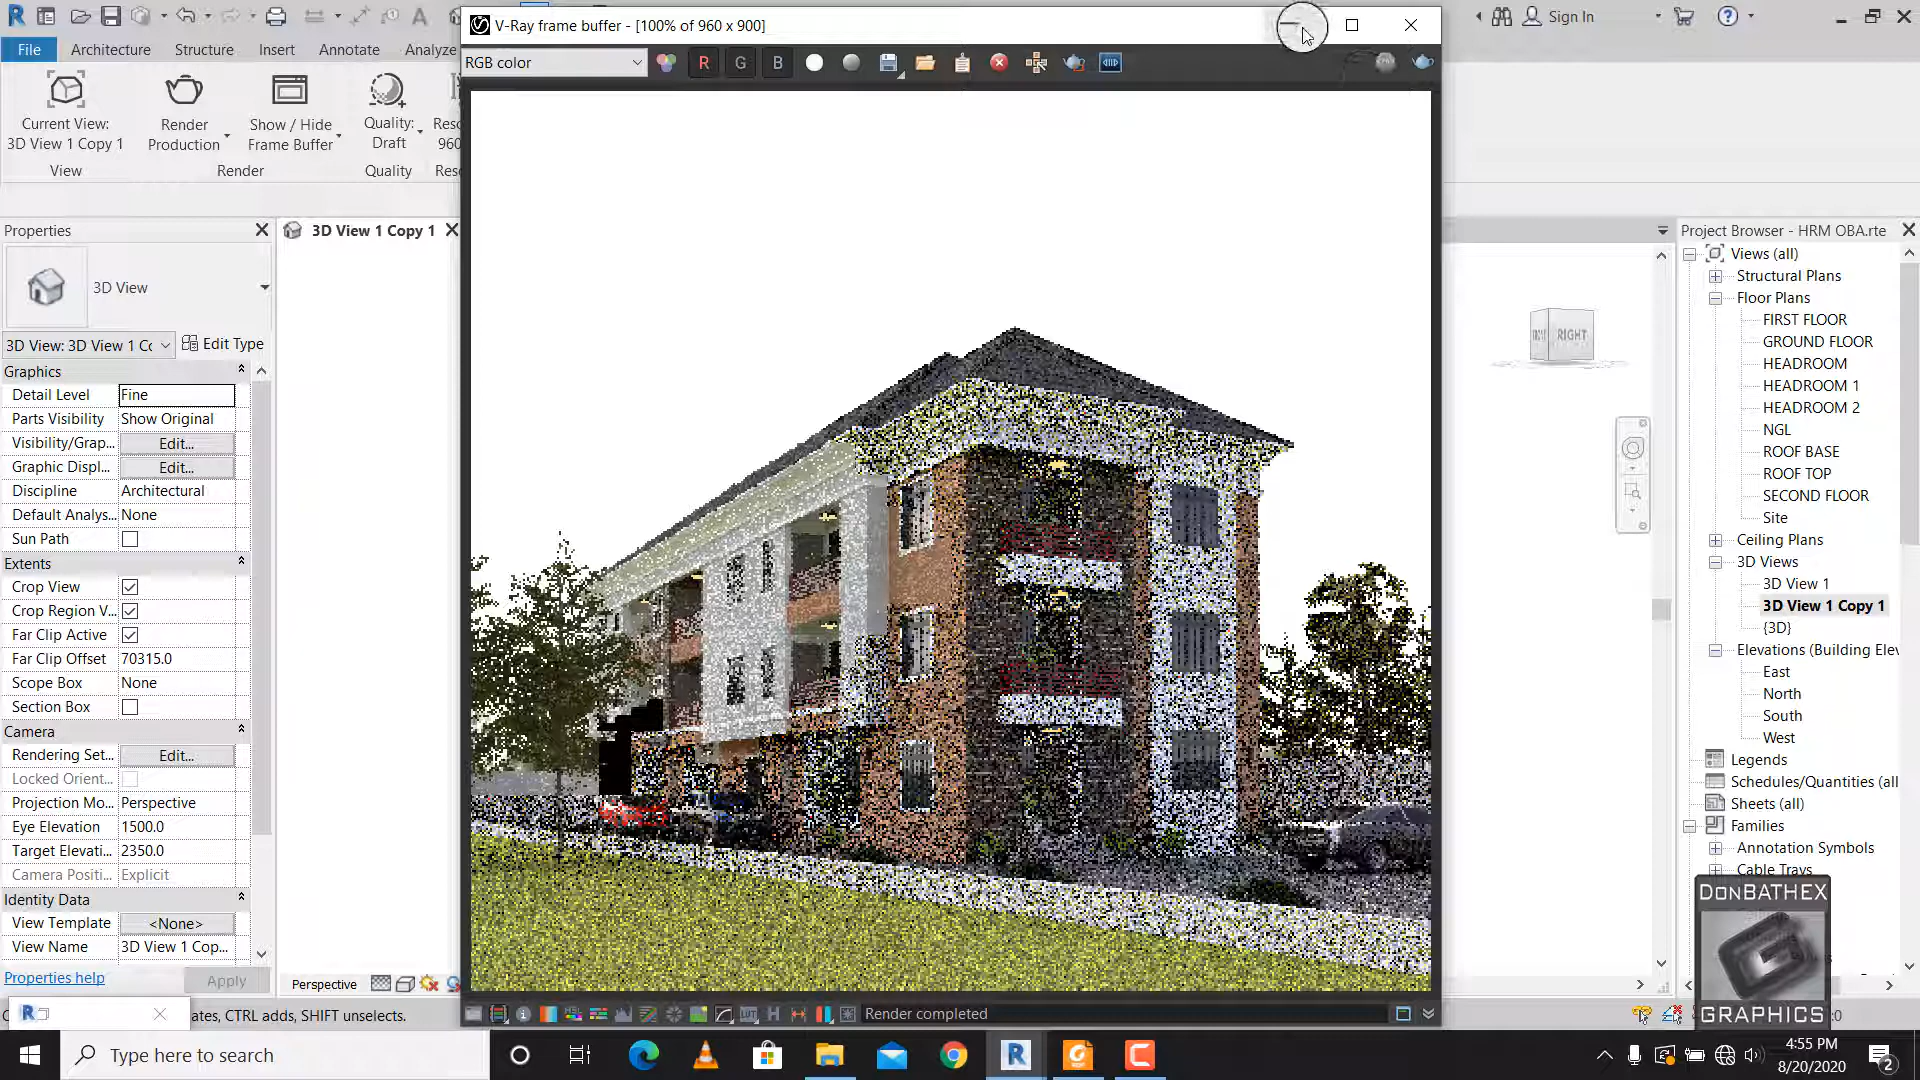 V-Ray frame buffer - [100% of 960 x 900]
Sign In
File
Architecture
Structure
Insert
Annotate
Analyze
RGB color
R
G
B
Current View:
3D View 1 Copy 1
Render
Production
Show / Hide
Frame Buffer
Quality:
Draft
View
Render
Quality
Properties
3D View 1 Copy 1
Project Browser - HRM OBA.rte
3D View
3D View: 3D View 1 Cc
Edit Type
Graphics
Detail Level Fine
Parts Visibility Show Original
Visibility/Grap... Edit...
Graphic Displ... Edit...
Discipline Architectural
Default Analys... None
Sun Path
Extents
Crop View
Crop Region V...
Far Clip Active
Far Clip Offset 70315.0
Scope Box None
Section Box
Camera
Rendering Set... Edit...
Locked Orient...
Projection Mo... Perspective
Eye Elevation 1500.0
Target Elevati... 2350.0
Camera Positi... Explicit
Identity Data
View Template <None>
View Name 3D View 1 Cop...
Properties help
Apply
Perspective
RIGHT
Views (all)
Structural Plans
Floor Plans
FIRST FLOOR
GROUND FLOOR
HEADROOM
HEADROOM 1
HEADROOM 2
NGL
ROOF BASE
ROOF TOP
SECOND FLOOR
Site
Ceiling Plans
3D Views
3D View 1
3D View 1 Copy 1
{3D}
Elevations (Building Elev
East
North
South
West
Legends
Schedules/Quantities (all
Sheets (all)
Families
Annotation Symbols
Cable Trays
DONBATHEX
GRAPHICS
ates, CTRL adds, SHIFT unselects.
Render completed
:0
Type here to search
4:55 PM
8/20/2020
2